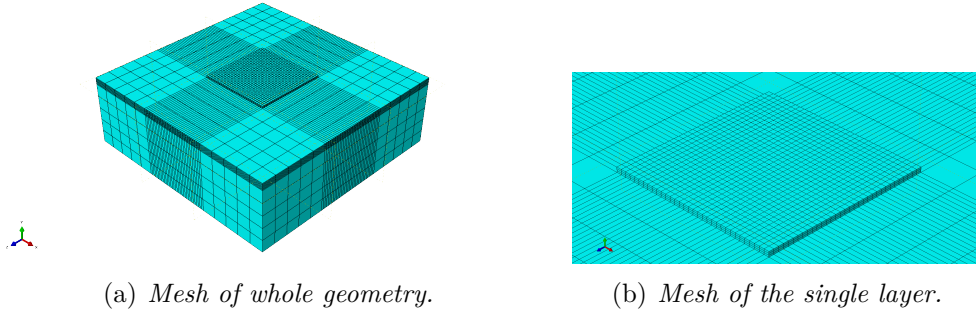 (a) Mesh of whole geometry.
(b) Mesh of the single layer.